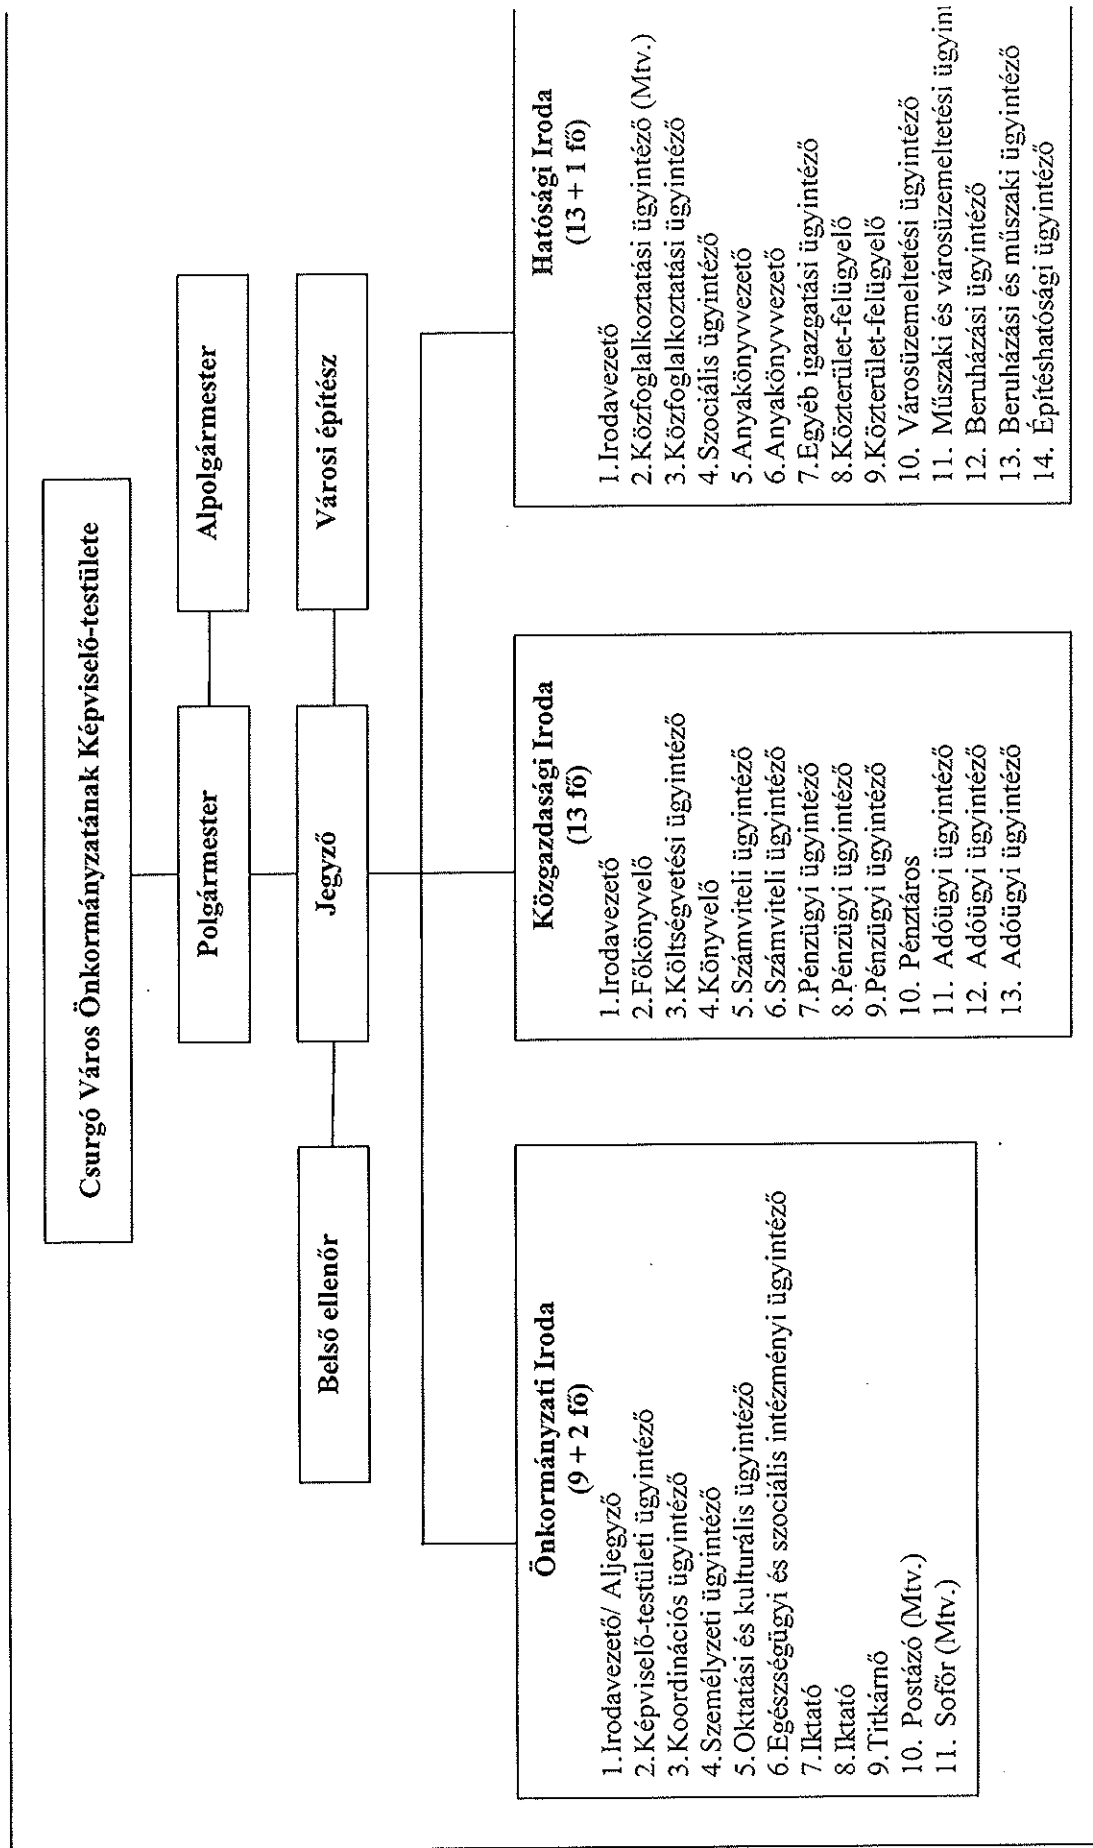 Csurgó Város Önkormányzatának Képviselő-testülete
Polgármester
Alpolgármester
Belső ellenőr
Jegyző
Városi építész
Önkormányzati Iroda
(9 + 2 fő)
1.Irodavezető/ Aljegyző
2.Képviselő-testületi ügyintéző
3.Koordinációs ügyintéző
4.Személyzeti ügyintéző
5.Oktatási és kulturális ügyintéző
6.Egészségügyi és szociális intézményi ügyintéző
7.Iktató
8.Iktató
9.Titkárnő
10. Postázó (Mtv.)
11. Sofőr (Mtv.)
Közgazdasági Iroda
(13 fő)
1.Irodavezető
2.Főkönyvelő
3.Költségvetési ügyintéző
4.Könyvelő
5.Számviteli ügyintéző
6.Számviteli ügyintéző
7.Pénzügyi ügyintéző
8.Pénzügyi ügyintéző
9.Pénzügyi ügyintéző
10. Pénztáros
11. Adóügyi ügyintéző
12. Adóügyi ügyintéző
13. Adóügyi ügyintéző
Hatósági Iroda
(13 + 1 fő)
1.Irodavezető
2.Közfoglalkoztatási ügyintéző (Mtv.)
3.Közfoglalkoztatási ügyintéző
4.Szociális ügyintéző
5.Anyakönyvvezető
6.Anyakönyvvezető
7.Egyéb igazgatási ügyintéző
8.Közterület-felügyelő
9.Közterület-felügyelő
10. Városüzemeltetési ügyintéző
11. Műszaki és városüzemeltetési
12. Beruházási ügyintéző
13. Beruházási és műszaki ügyintéző
14. Építéshatósági ügyintéző